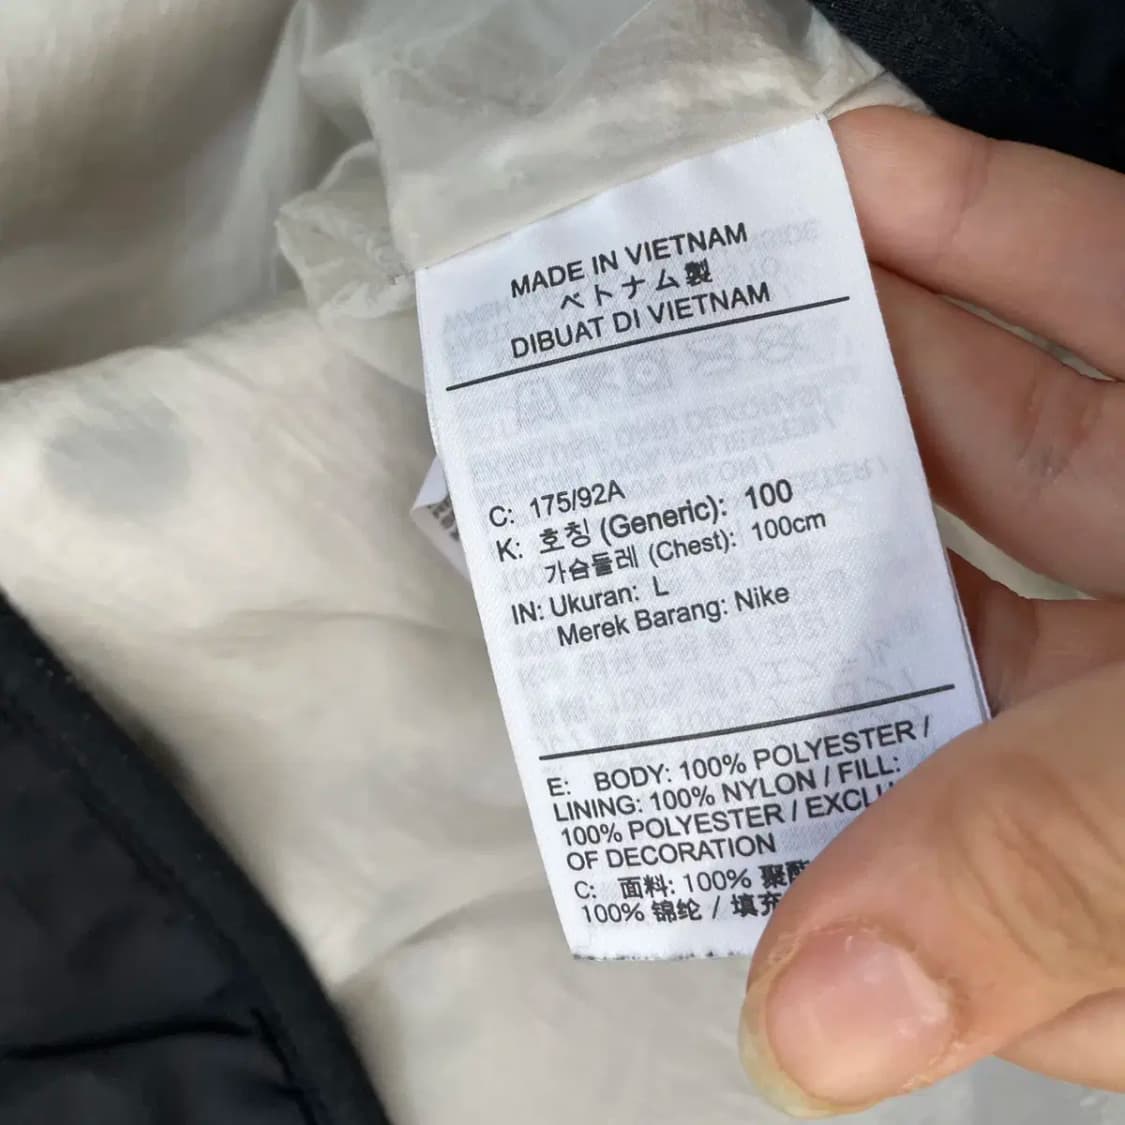 MADE IN VIETNAM
ベトナム製
DIBUAT DI VIETNAM
C: 175/92A
K: 호칭 (Generic): 100
가슴둘레 (Chest): 100cm
IN: Ukuran: L
Merek Barang: Nike
E: BODY: 100% POLYESTER /
LINING: 100% NYLON / FILL:
100% POLYESTER /
OF DECORATION
C: 面料: 100%
100% 锦纶 / 填充